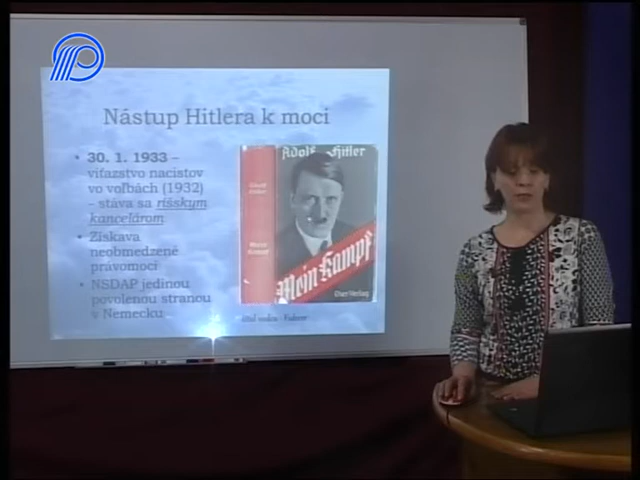 Nástup Hitlera k moci
• 30. 1. 1933 –
víťazstvo nacistov
vo voľbách (1932)
– stáva sa ríšskym
kancelárom
• Získava
neobmedzené
právomoci
• NSDAP jedinou
povolenou stranou
v Nemecku
Adolf Hitler
Mein Kampf